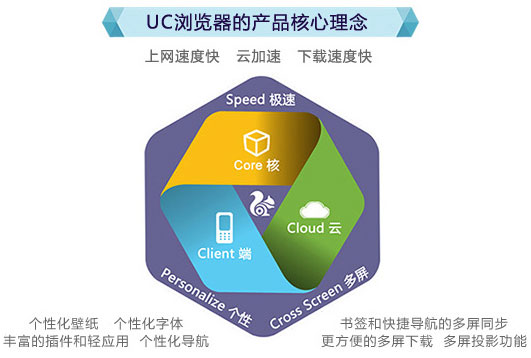 UC浏览器的产品核心理念
上网速度快 云加速 下载速度快
Speed 极速
Core 核
Cloud 云
Client 端
Personalize 个性
Cross Screen 多屏
个性化壁纸 个性化字体
丰富的插件和轻应用 个性化导航
书签和快捷导航的多屏同步
更方便的多屏下载 多屏投影功能